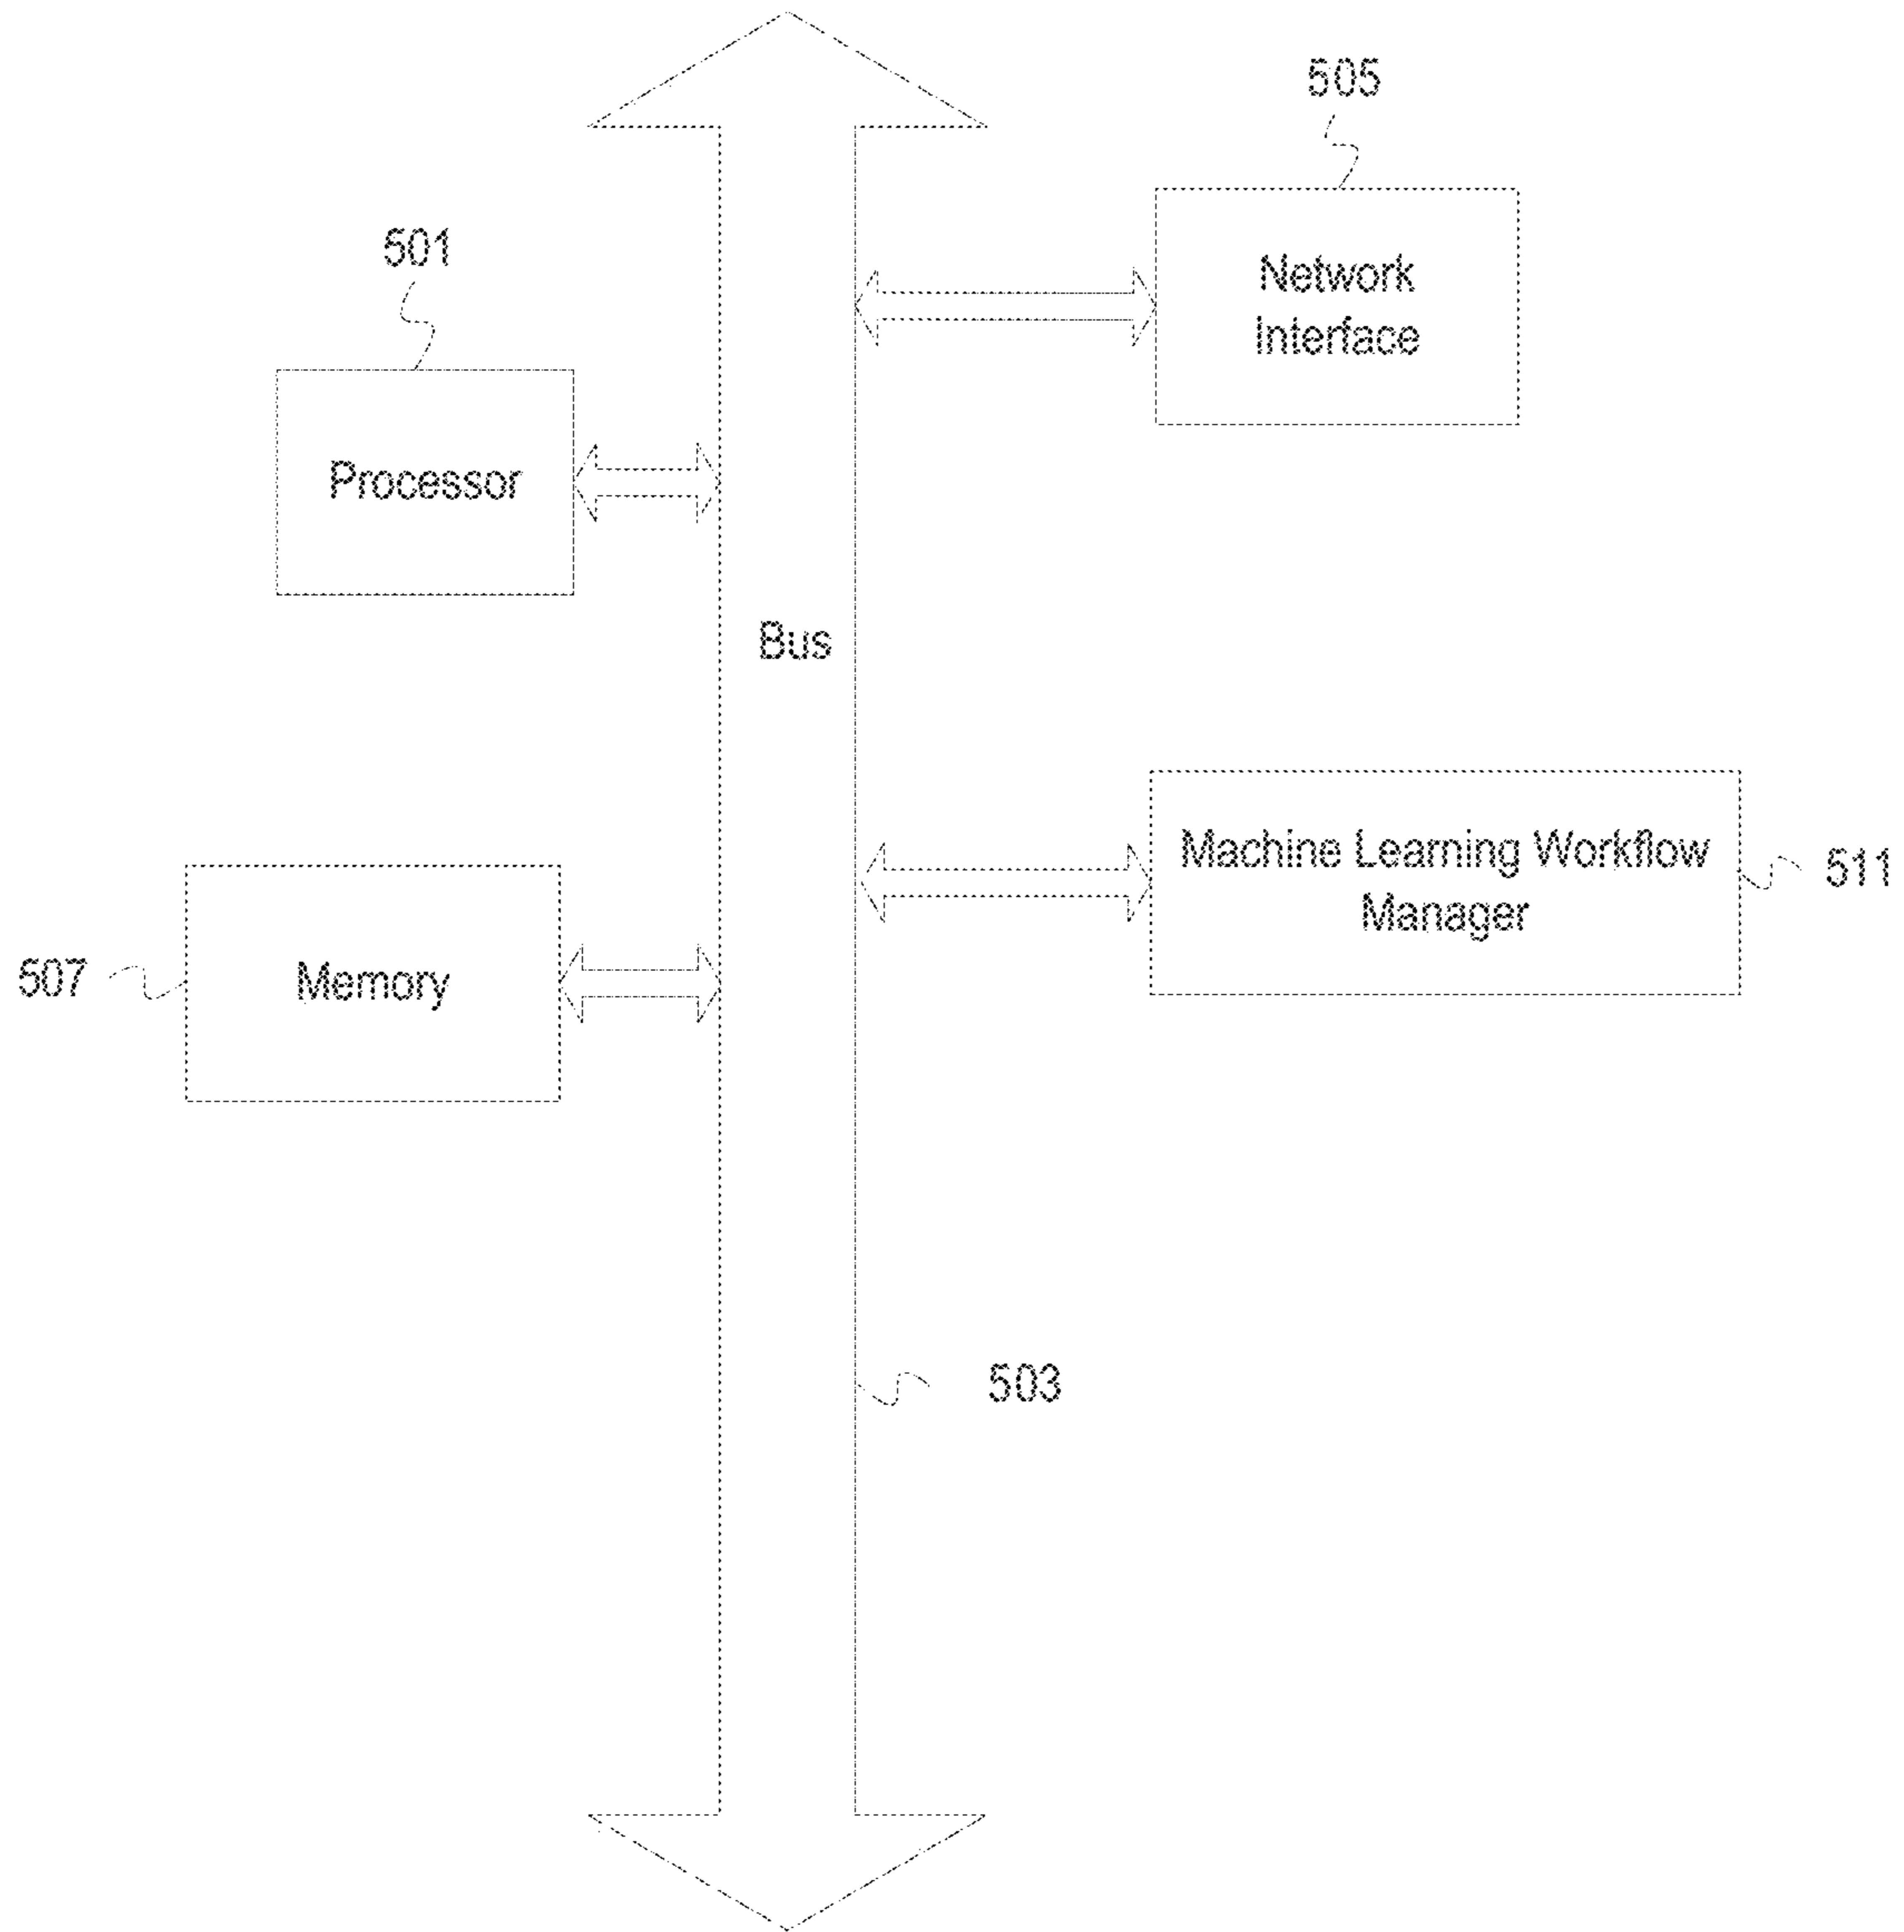 505
501
Network
Interface
Processor
Bus
Machine Learning Workflow
Manager
511
507
Memory
503